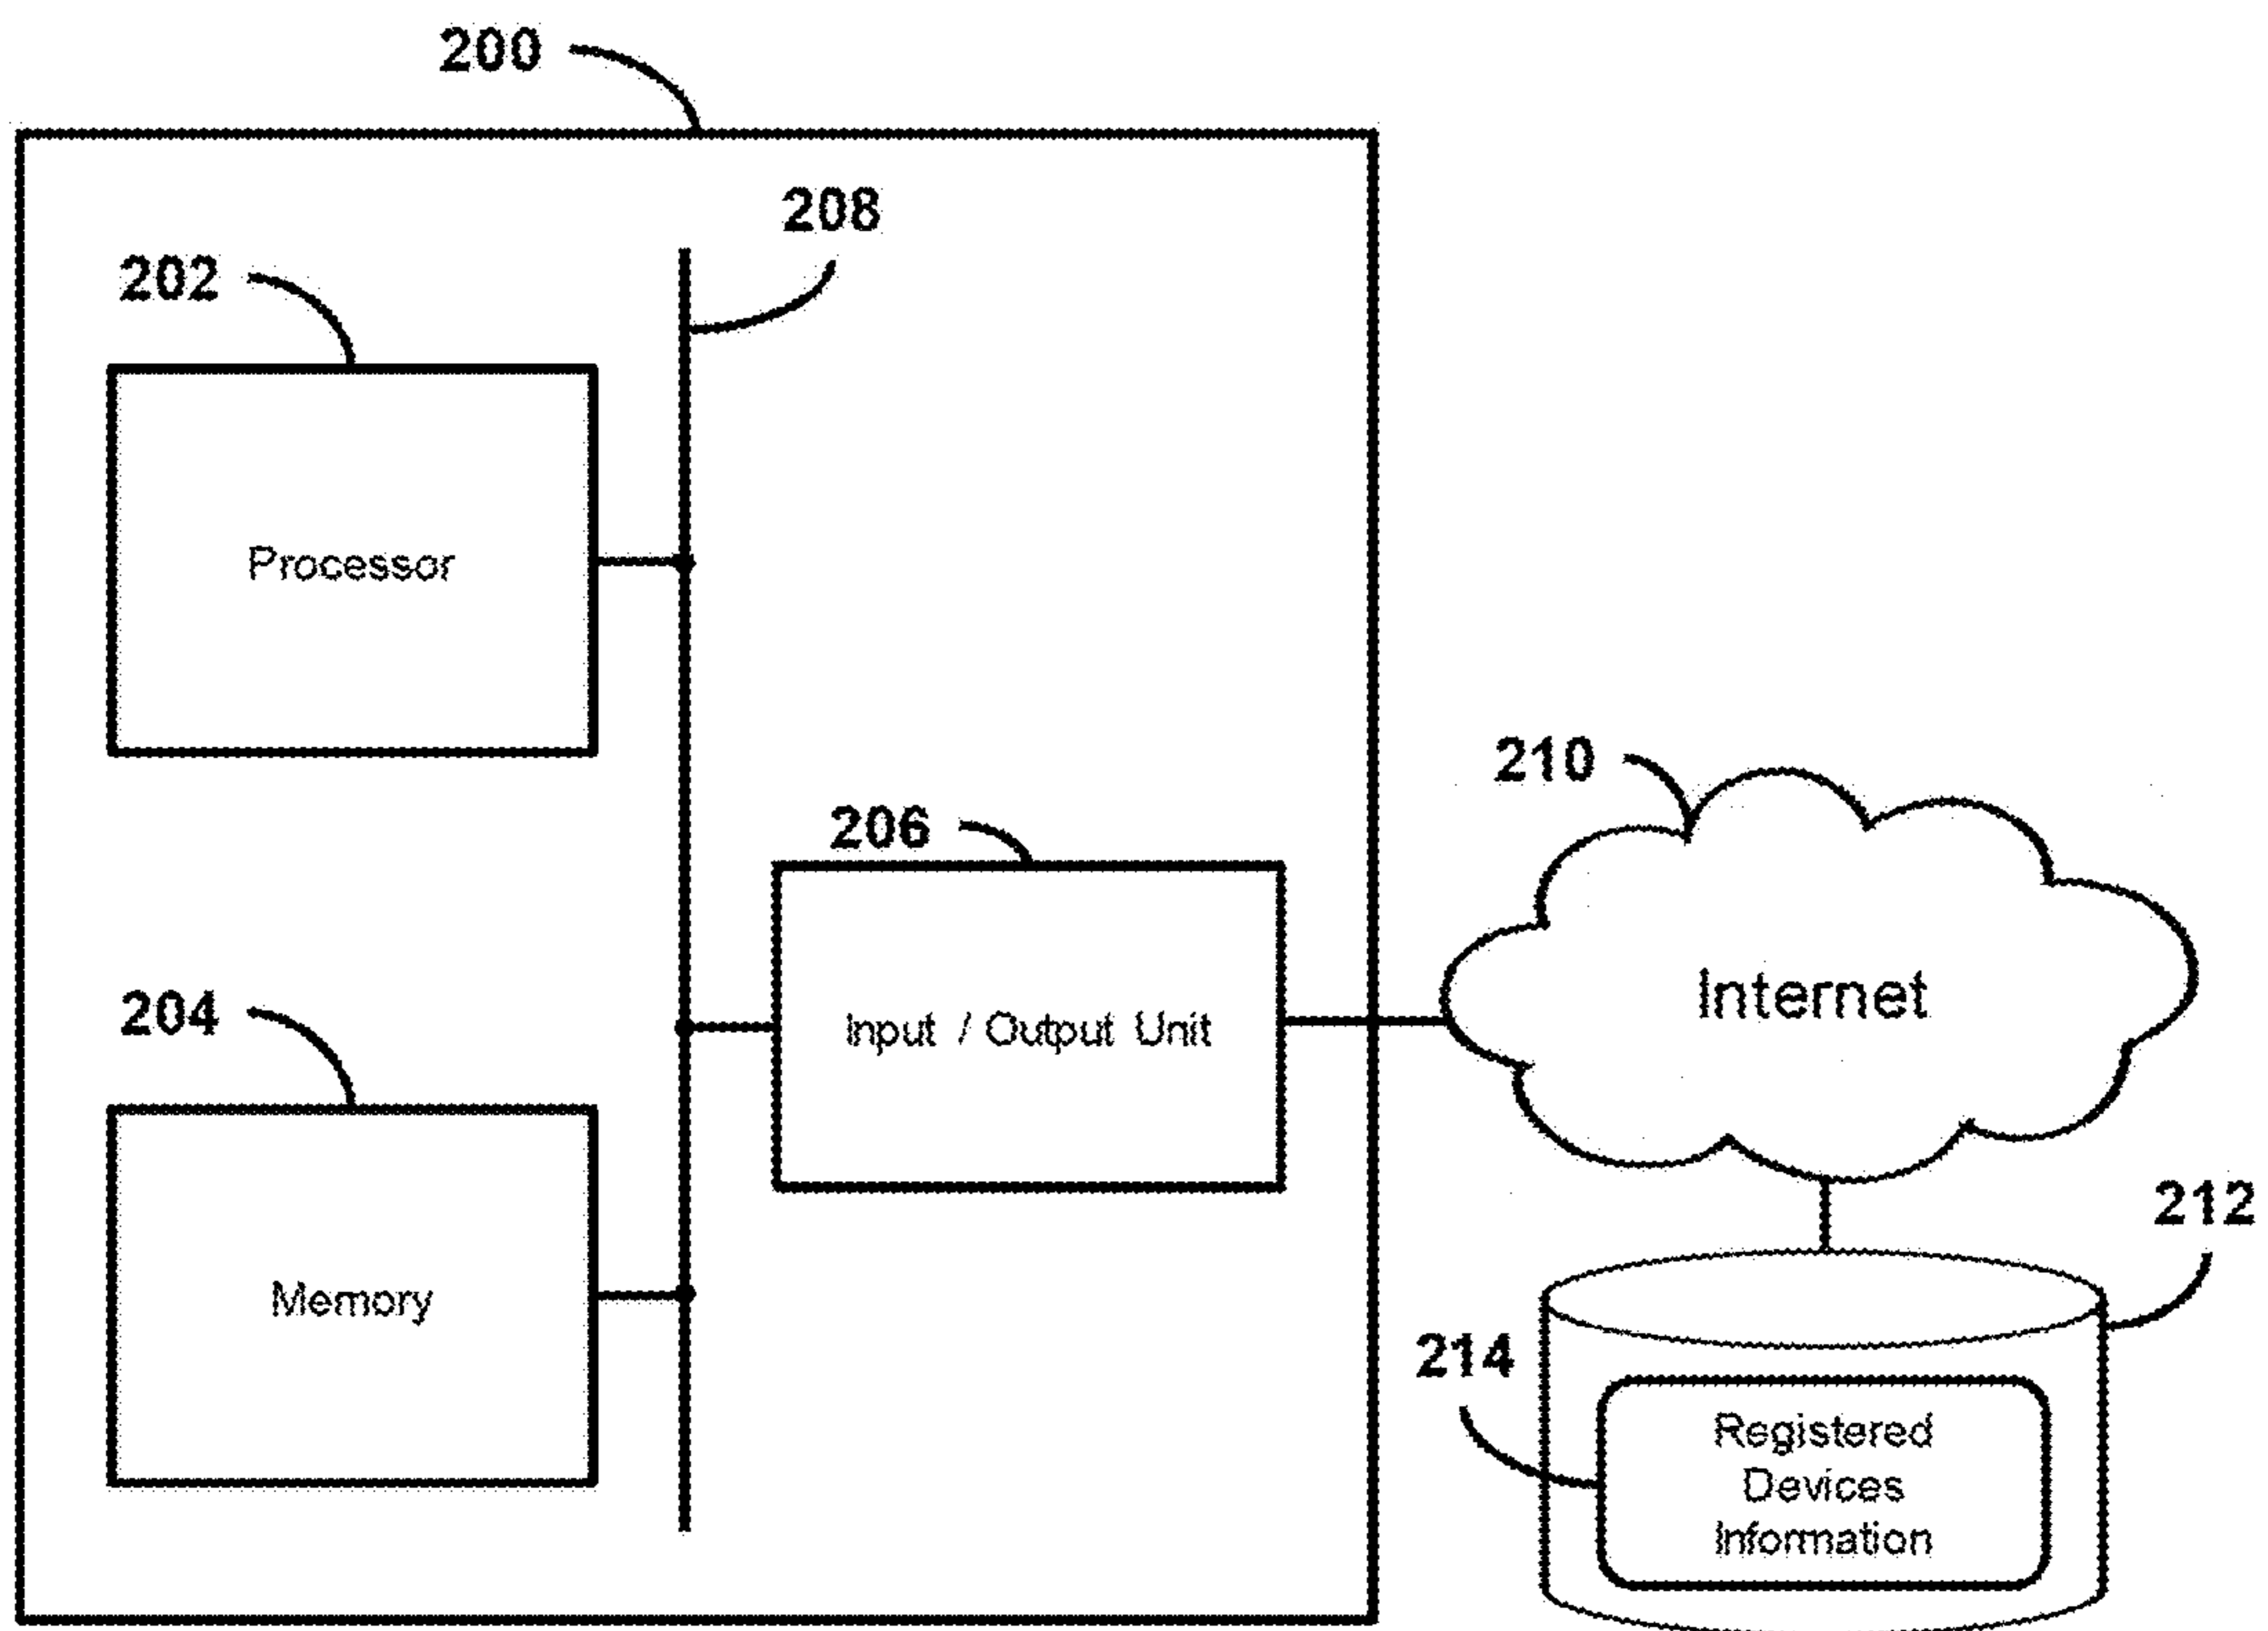 200
208
202
Processor
210
206
Internet
204
Input / Output Unit
212
Memory
214
Registered
Devices
Information